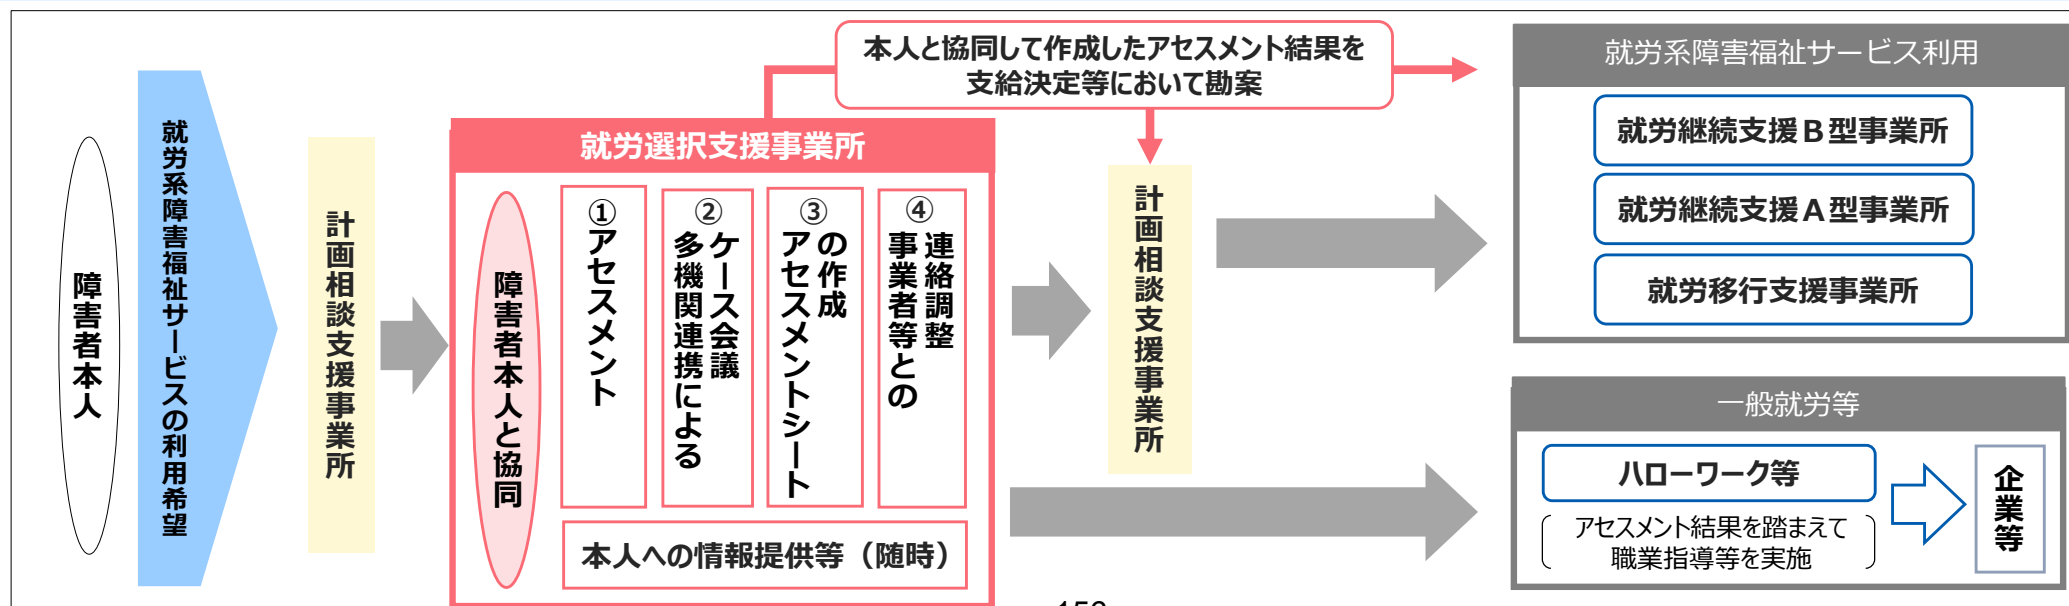 障害者本人
就労系障害福祉サービスの利用希望
計画相談支援事業所
本人と協同して作成したアセスメント結果を
支給決定等において勘案
就労選択支援事業所
障害者本人と協同
①
アセスメント
②
ケース会議
多機関連携による
③
の作成
アセスメントシート
④
連絡調整
事業者等との
本人への情報提供等（随時）
計画相談支援事業所
就労系障害福祉サービス利用
就労継続支援Ｂ型事業所
就労継続支援Ａ型事業所
就労移行支援事業所
一般就労等
ハローワーク等
アセスメント結果を踏まえて
職業指導等を実施
企業等